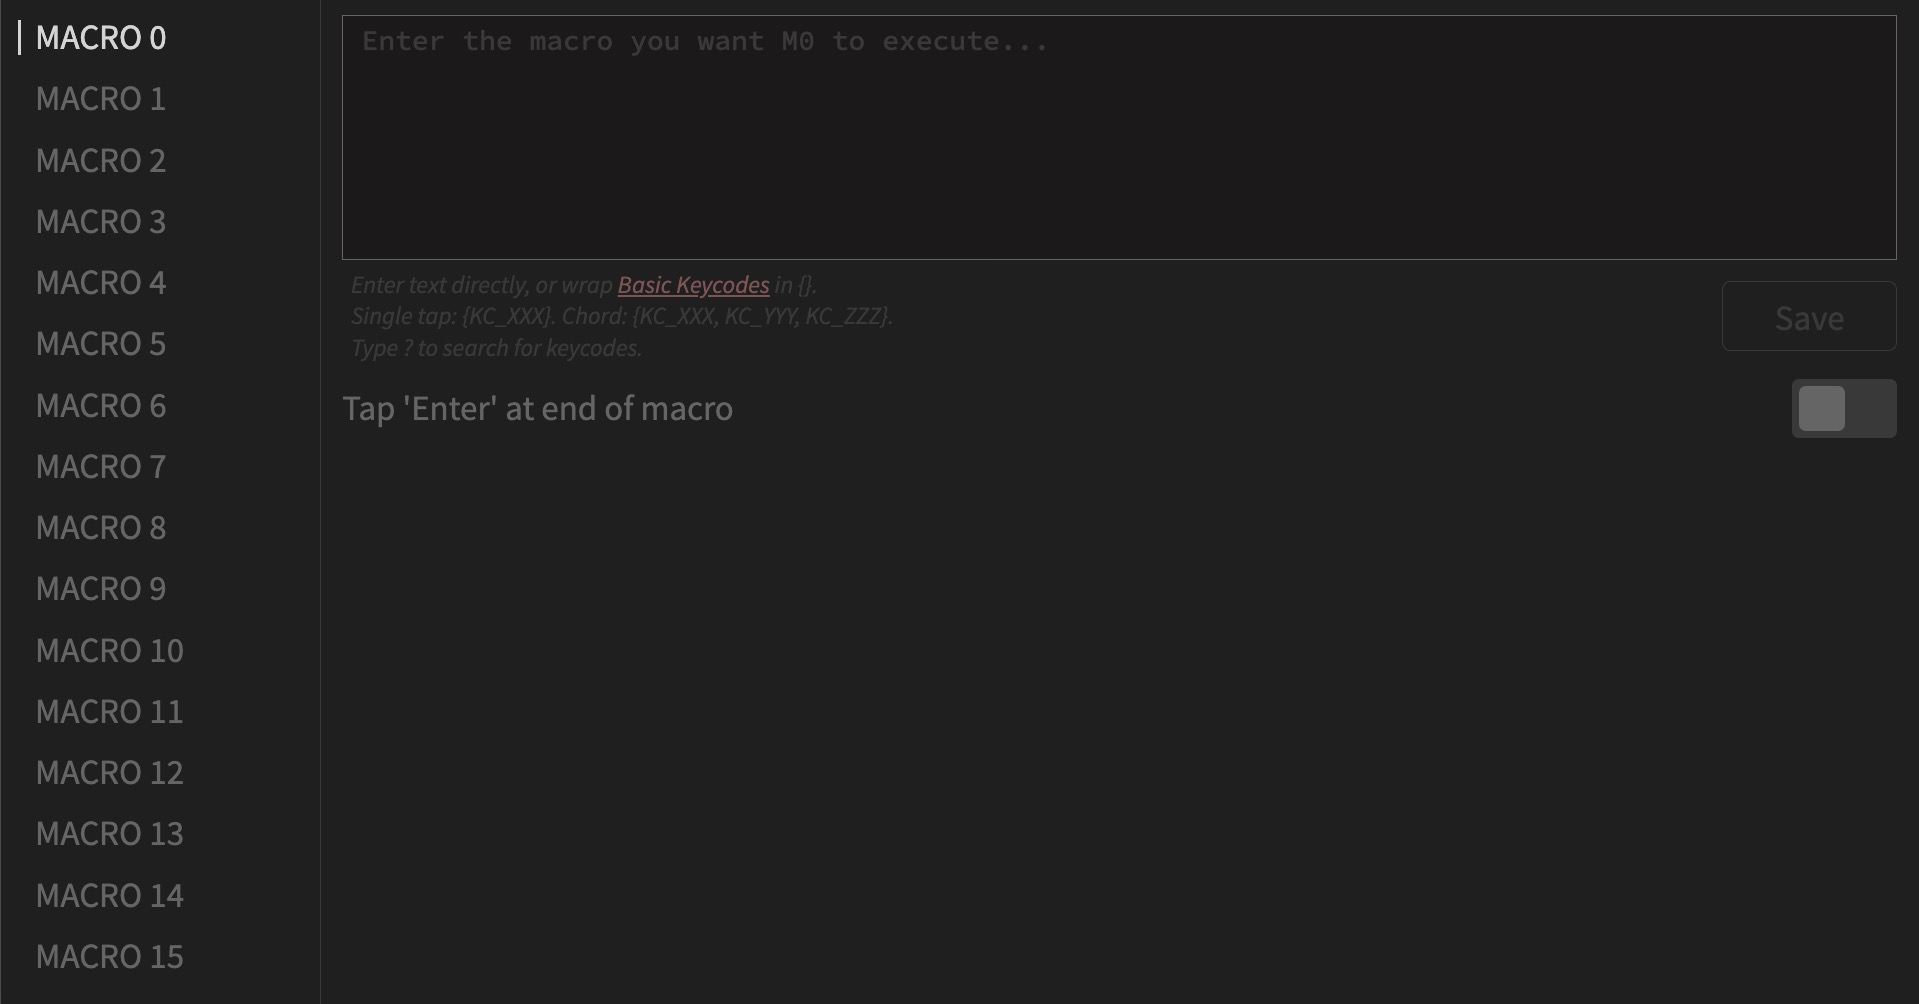 MACRO 0
MACRO 1
MACRO 2
MACRO 3
MACRO 4
MACRO 5
MACRO 6
MACRO 7
MACRO 8
MACRO 9
MACRO 10
MACRO 11
MACRO 12
MACRO 13
MACRO 14
MACRO 15
Enter the macro you want M0 to execute...
Enter text directly, or wrap Basic Keycodes in {}.
Single tap: {KC_XXX}. Chord: {KC_XXX, KC_YYY, KC_ZZZ}.
Type ? to search for keycodes.
Save
Tap 'Enter' at end of macro